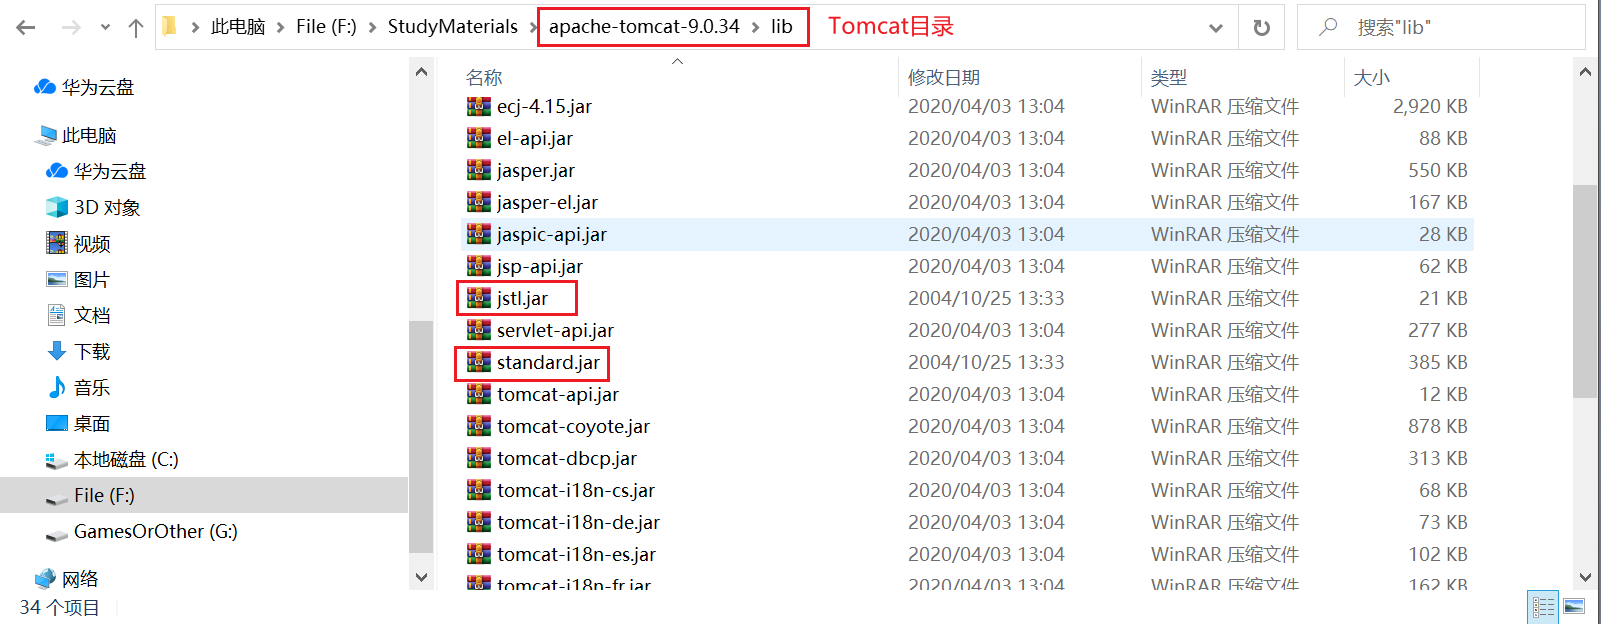 此电脑 > File (F:) > StudyMaterials > apache-tomcat-9.0.34 > lib Tomcat目录 搜索"lib"
名称 修改日期 类型 大小
华为云盘
此电脑
华为云盘
3D 对象
视频
图片
文档
下载
音乐
桌面
本地磁盘 (C:)
File (F:)
GamesOrOther (G:)
网络
ecj-4.15.jar 2020/04/03 13:04 WinRAR 压缩文件 2,920 KB
el-api.jar 2020/04/03 13:04 WinRAR 压缩文件 88 KB
jasper.jar 2020/04/03 13:04 WinRAR 压缩文件 550 KB
jasper-el.jar 2020/04/03 13:04 WinRAR 压缩文件 167 KB
jaspic-api.jar 2020/04/03 13:04 WinRAR 压缩文件 28 KB
jsp-api.jar 2020/04/03 13:04 WinRAR 压缩文件 62 KB
jstl.jar 2004/10/25 13:33 WinRAR 压缩文件 21 KB
servlet-api.jar 2020/04/03 13:04 WinRAR 压缩文件 277 KB
standard.jar 2004/10/25 13:33 WinRAR 压缩文件 385 KB
tomcat-api.jar 2020/04/03 13:04 WinRAR 压缩文件 12 KB
tomcat-coyote.jar 2020/04/03 13:04 WinRAR 压缩文件 878 KB
tomcat-dbcp.jar 2020/04/03 13:04 WinRAR 压缩文件 313 KB
tomcat-i18n-cs.jar 2020/04/03 13:04 WinRAR 压缩文件 68 KB
tomcat-i18n-de.jar 2020/04/03 13:04 WinRAR 压缩文件 73 KB
tomcat-i18n-es.jar 2020/04/03 13:04 WinRAR 压缩文件 102 KB
tomcat-i18n-fr.jar 2020/04/03 13:04 WinRAR 压缩文件 162 KB
34 个项目